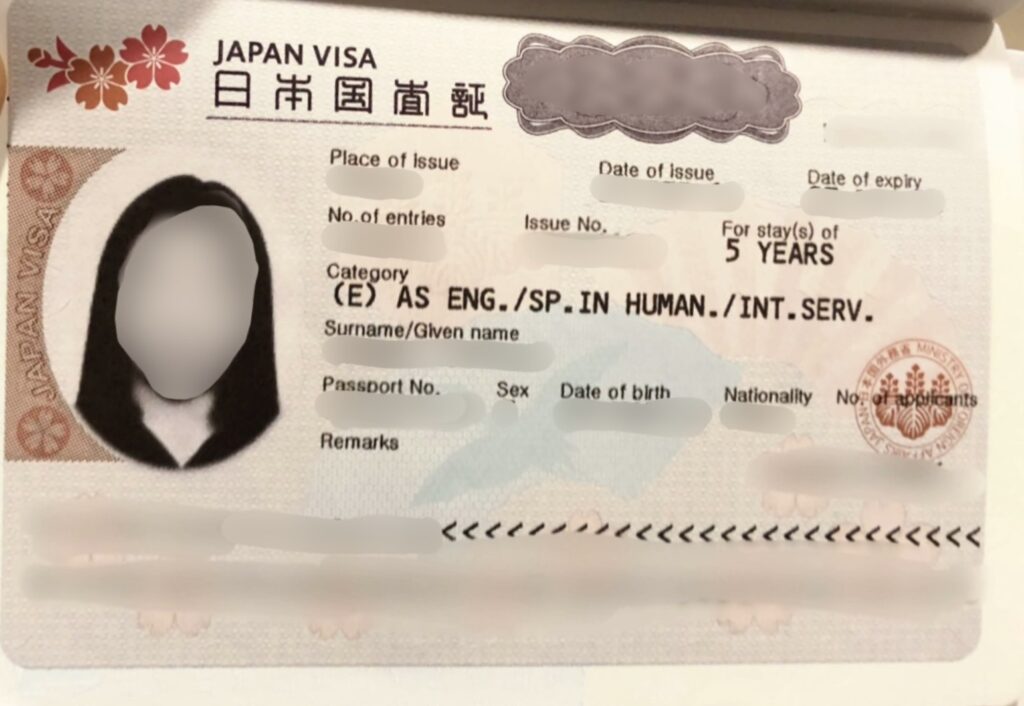 JAPAN VISA
日本国査証
JAPAN VISA
Place of issue Date of issue Date of expiry
No.of entries Issue No. For stay(s) of
5 YEARS
Category
(E) AS ENG./SP.IN HUMAN./INT.SERV.
Surname/Given name
Passport No. Sex Date of birth Nationality No. of applicants
Remarks
<<<<<<<<<<<<<<<<<<<<<<<<<